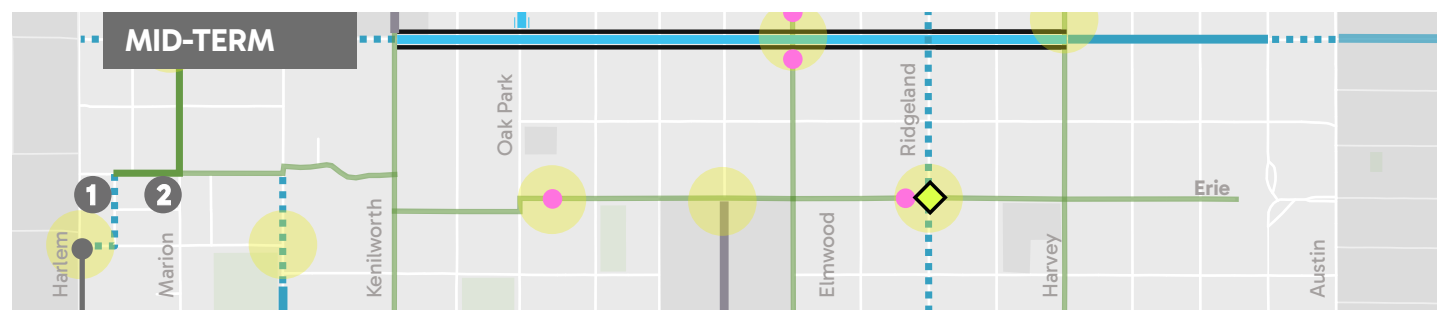 MID-TERM
Oak Park
Ridgeland
1
2
Erie
Harlem
Marion
Kenilworth
Elmwood
Harvey
Austin